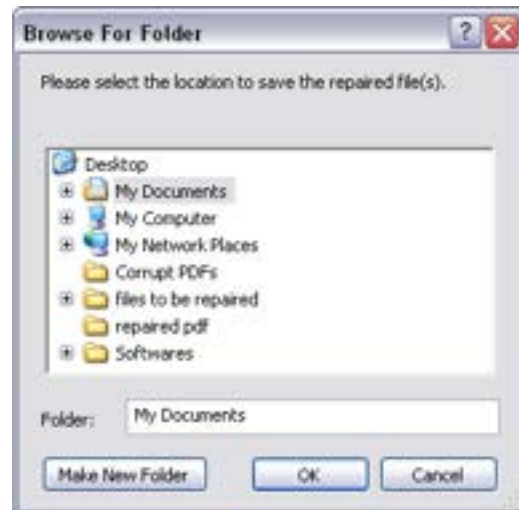 Browse For Folder
Please select the location to save the repaired file(s).
Desktop
My Documents
My Computer
My Network Places
Corrupt PDFs
files to be repaired
repaired pdf
Softwares
Folder: My Documents
Make New Folder OK Cancel